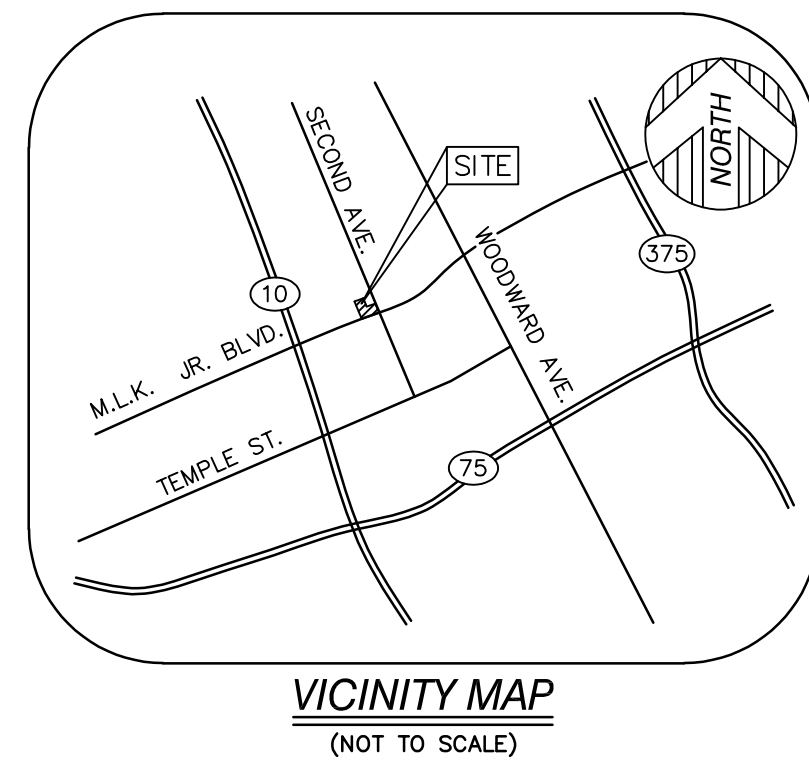 SECOND AVE.
SITE
NORTH
WOODWARD AVE.
375
10
M.L.K. JR. BLVD.
TEMPLE ST.
75
VICINITY MAP
(NOT TO SCALE)